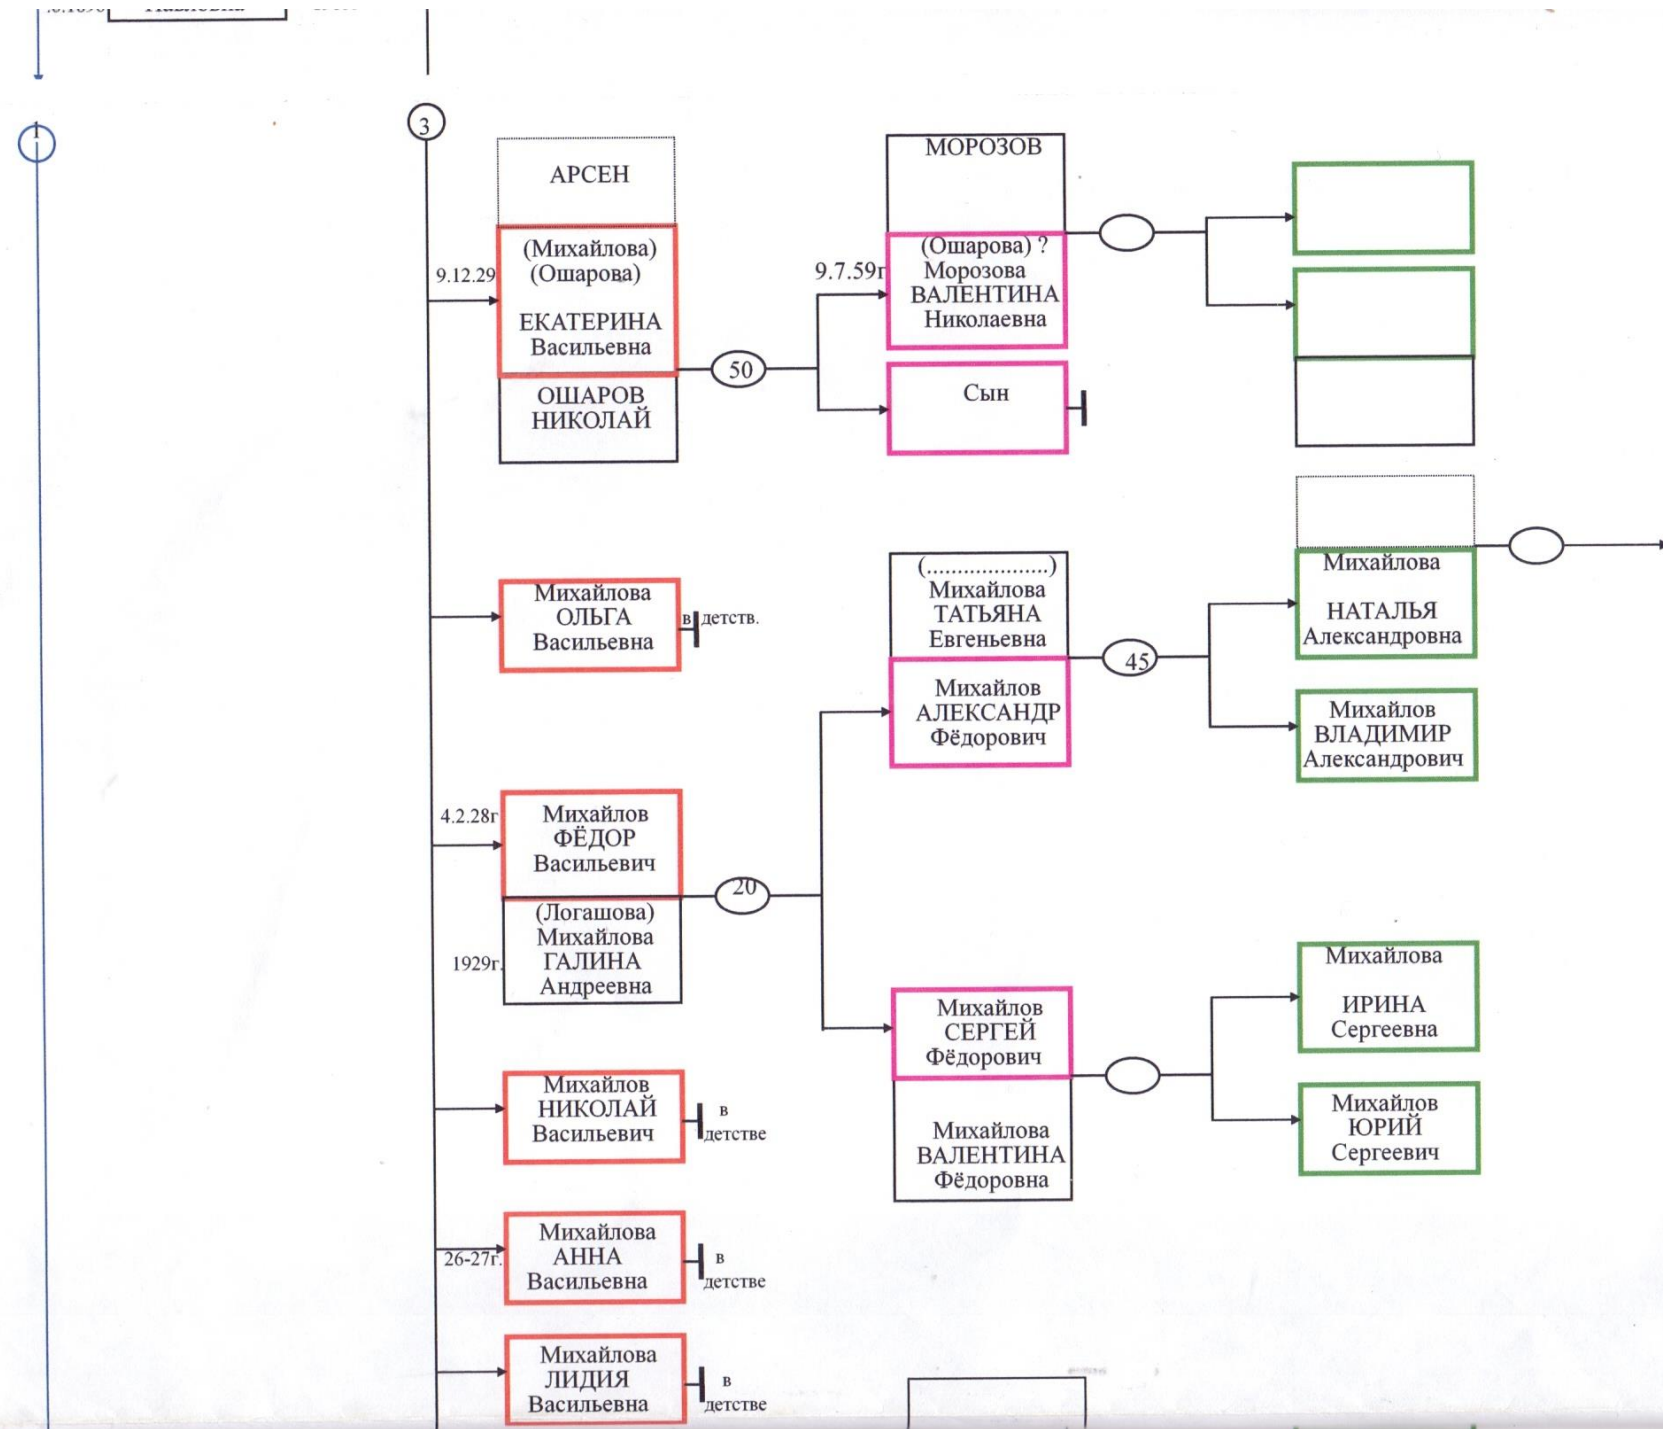 3
1
АРСЕН
(Михайлова)
(Ошарова)
ЕКАТЕРИНА
Васильевна
9.12.29
ОШАРОВ
НИКОЛАЙ
50
МОРОЗОВ
(Ошарова) ?
Морозова
ВАЛЕНТИНА
Николаевна
9.7.59г
Сын
Михайлова
ОЛЬГА
Васильевна
в детств.
(.....................)
Михайлова
ТАТЬЯНА
Евгеньевна
Михайлов
АЛЕКСАНДР
Фёдорович
45
Михайлова
НАТАЛЬЯ
Александровна
Михайлов
ВЛАДИМИР
Александрович
4.2.28г
Михайлов
ФЁДОР
Васильевич
20
(Логашова)
Михайлова
ГАЛИНА
Андреевна
1929г.
Михайлов
СЕРГЕЙ
Фёдорович
Михайлова
ВАЛЕНТИНА
Фёдоровна
Михайлова
ИРИНА
Сергеевна
Михайлов
ЮРИЙ
Сергеевич
Михайлов
НИКОЛАЙ
Васильевич
в
детстве
26-27г.
Михайлова
АННА
Васильевна
в
детстве
Михайлова
ЛИДИЯ
Васильевна
в
детстве